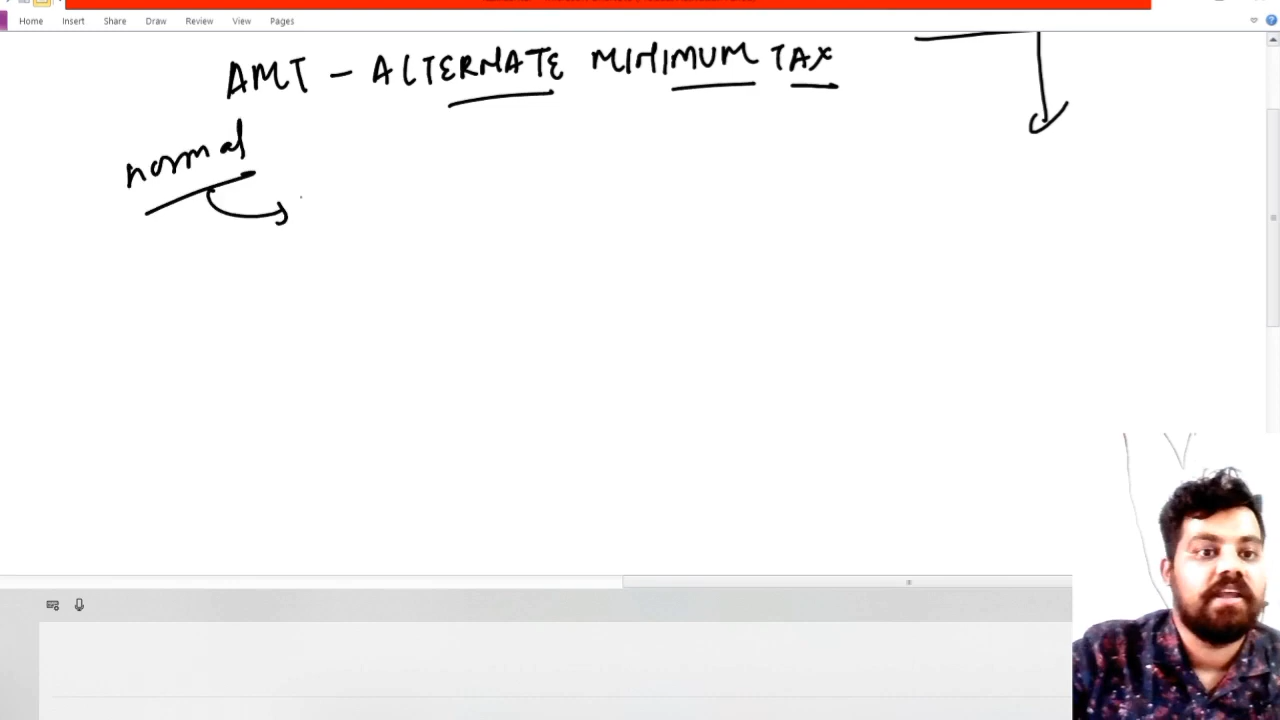 Home Insert Share Draw Review View Pages
AMT - ALTERNATE MINIMUM TAX
normal